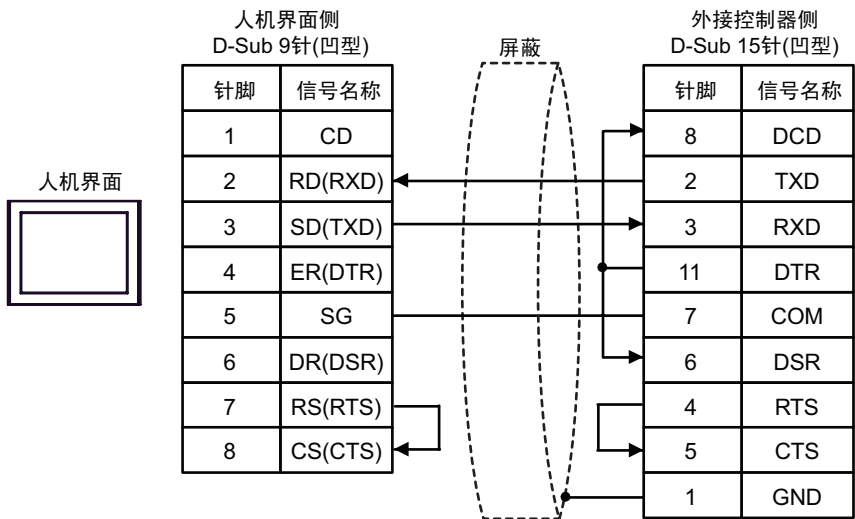 人机界面侧
D-Sub 9针(凹型)
屏蔽
外接控制器侧
D-Sub 15针(凹型)
人机界面
针脚 信号名称
1 CD
2 RD(RXD)
3 SD(TXD)
4 ER(DTR)
5 SG
6 DR(DSR)
7 RS(RTS)
8 CS(CTS)
针脚 信号名称
8 DCD
2 TXD
3 RXD
11 DTR
7 COM
6 DSR
4 RTS
5 CTS
1 GND